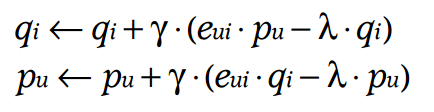 qi ← qi + γ · (eui · pu − λ · qi)
pu ← pu + γ · (eui · qi − λ · pu)